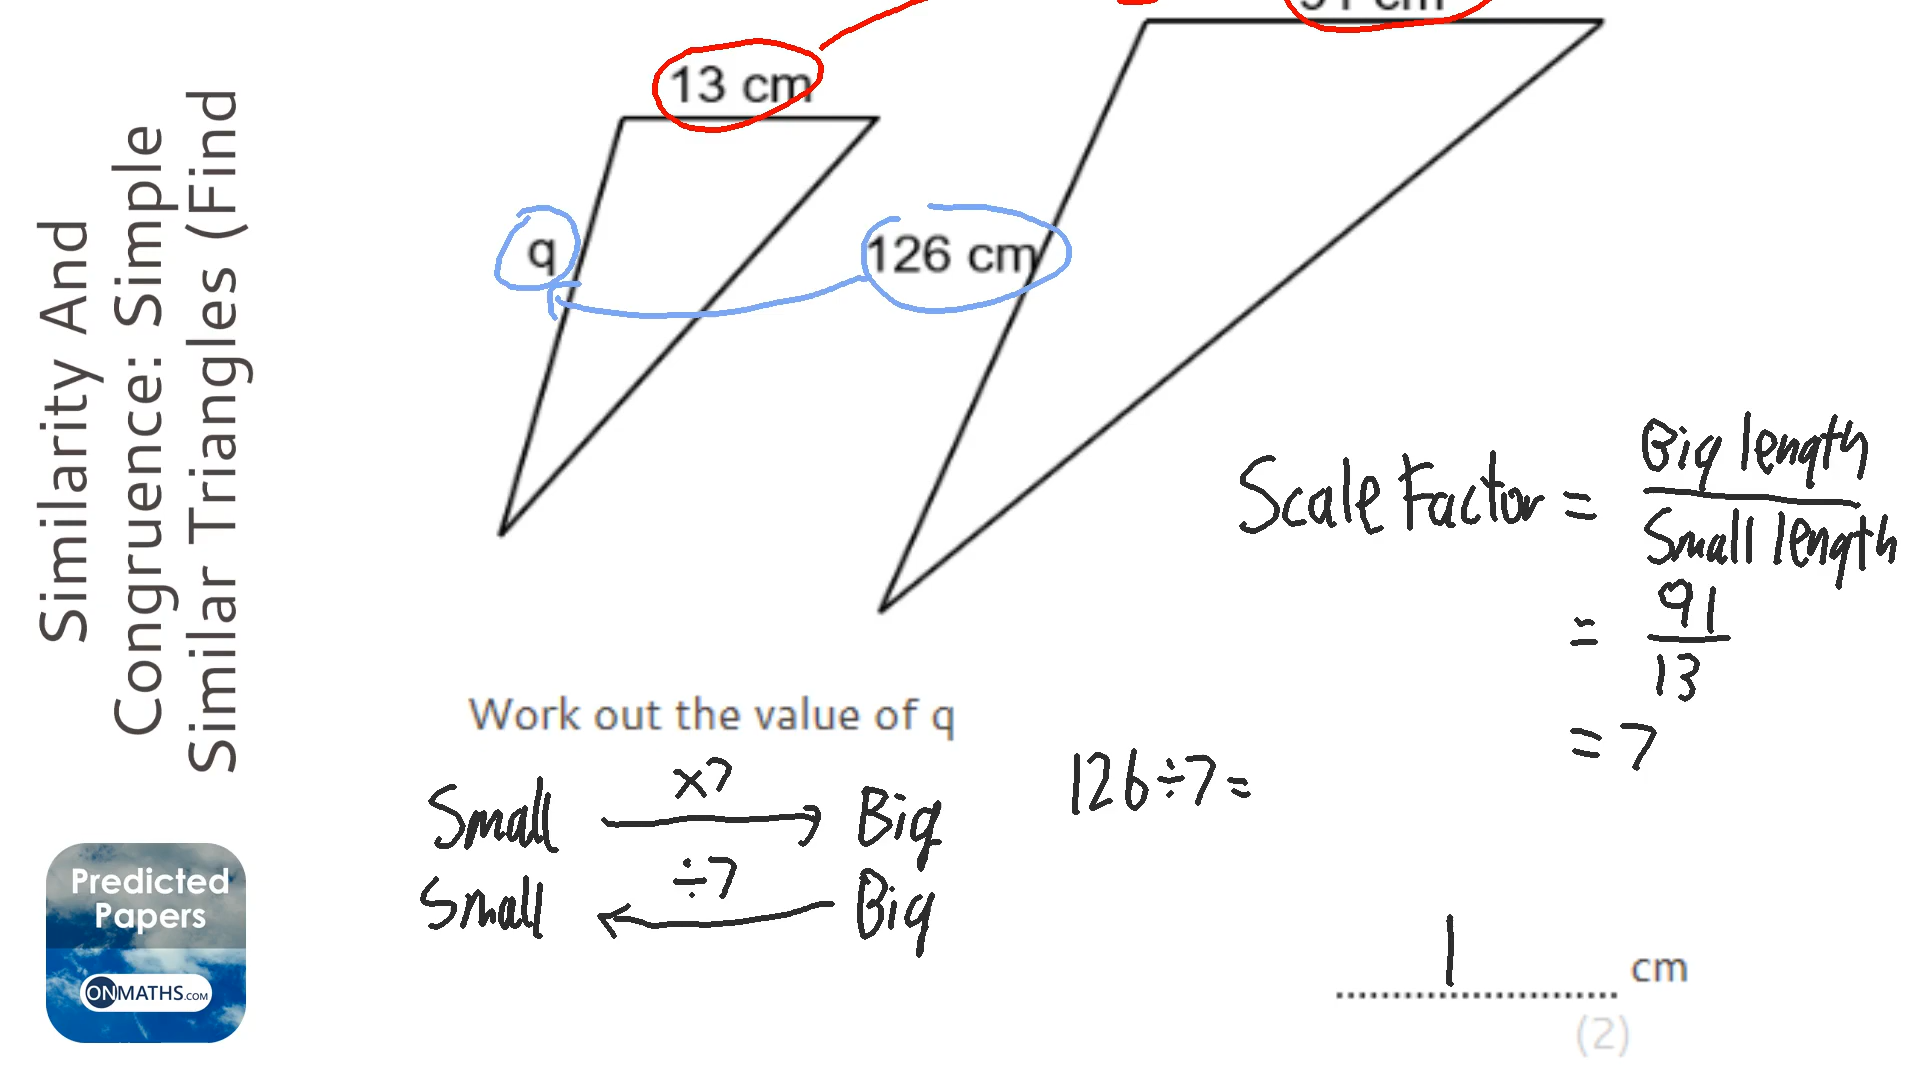 Similarity And
Congruence: Simple
Similar Triangles (Find
13 cm
q
126 cm
Scale Factor = Big length
Small length
= 91
13
= 7
Work out the value of q
Small ×7 Big
Small ÷7 Big
126÷7=
1 cm
(2)
Predicted
Papers
ONMATHS.COM